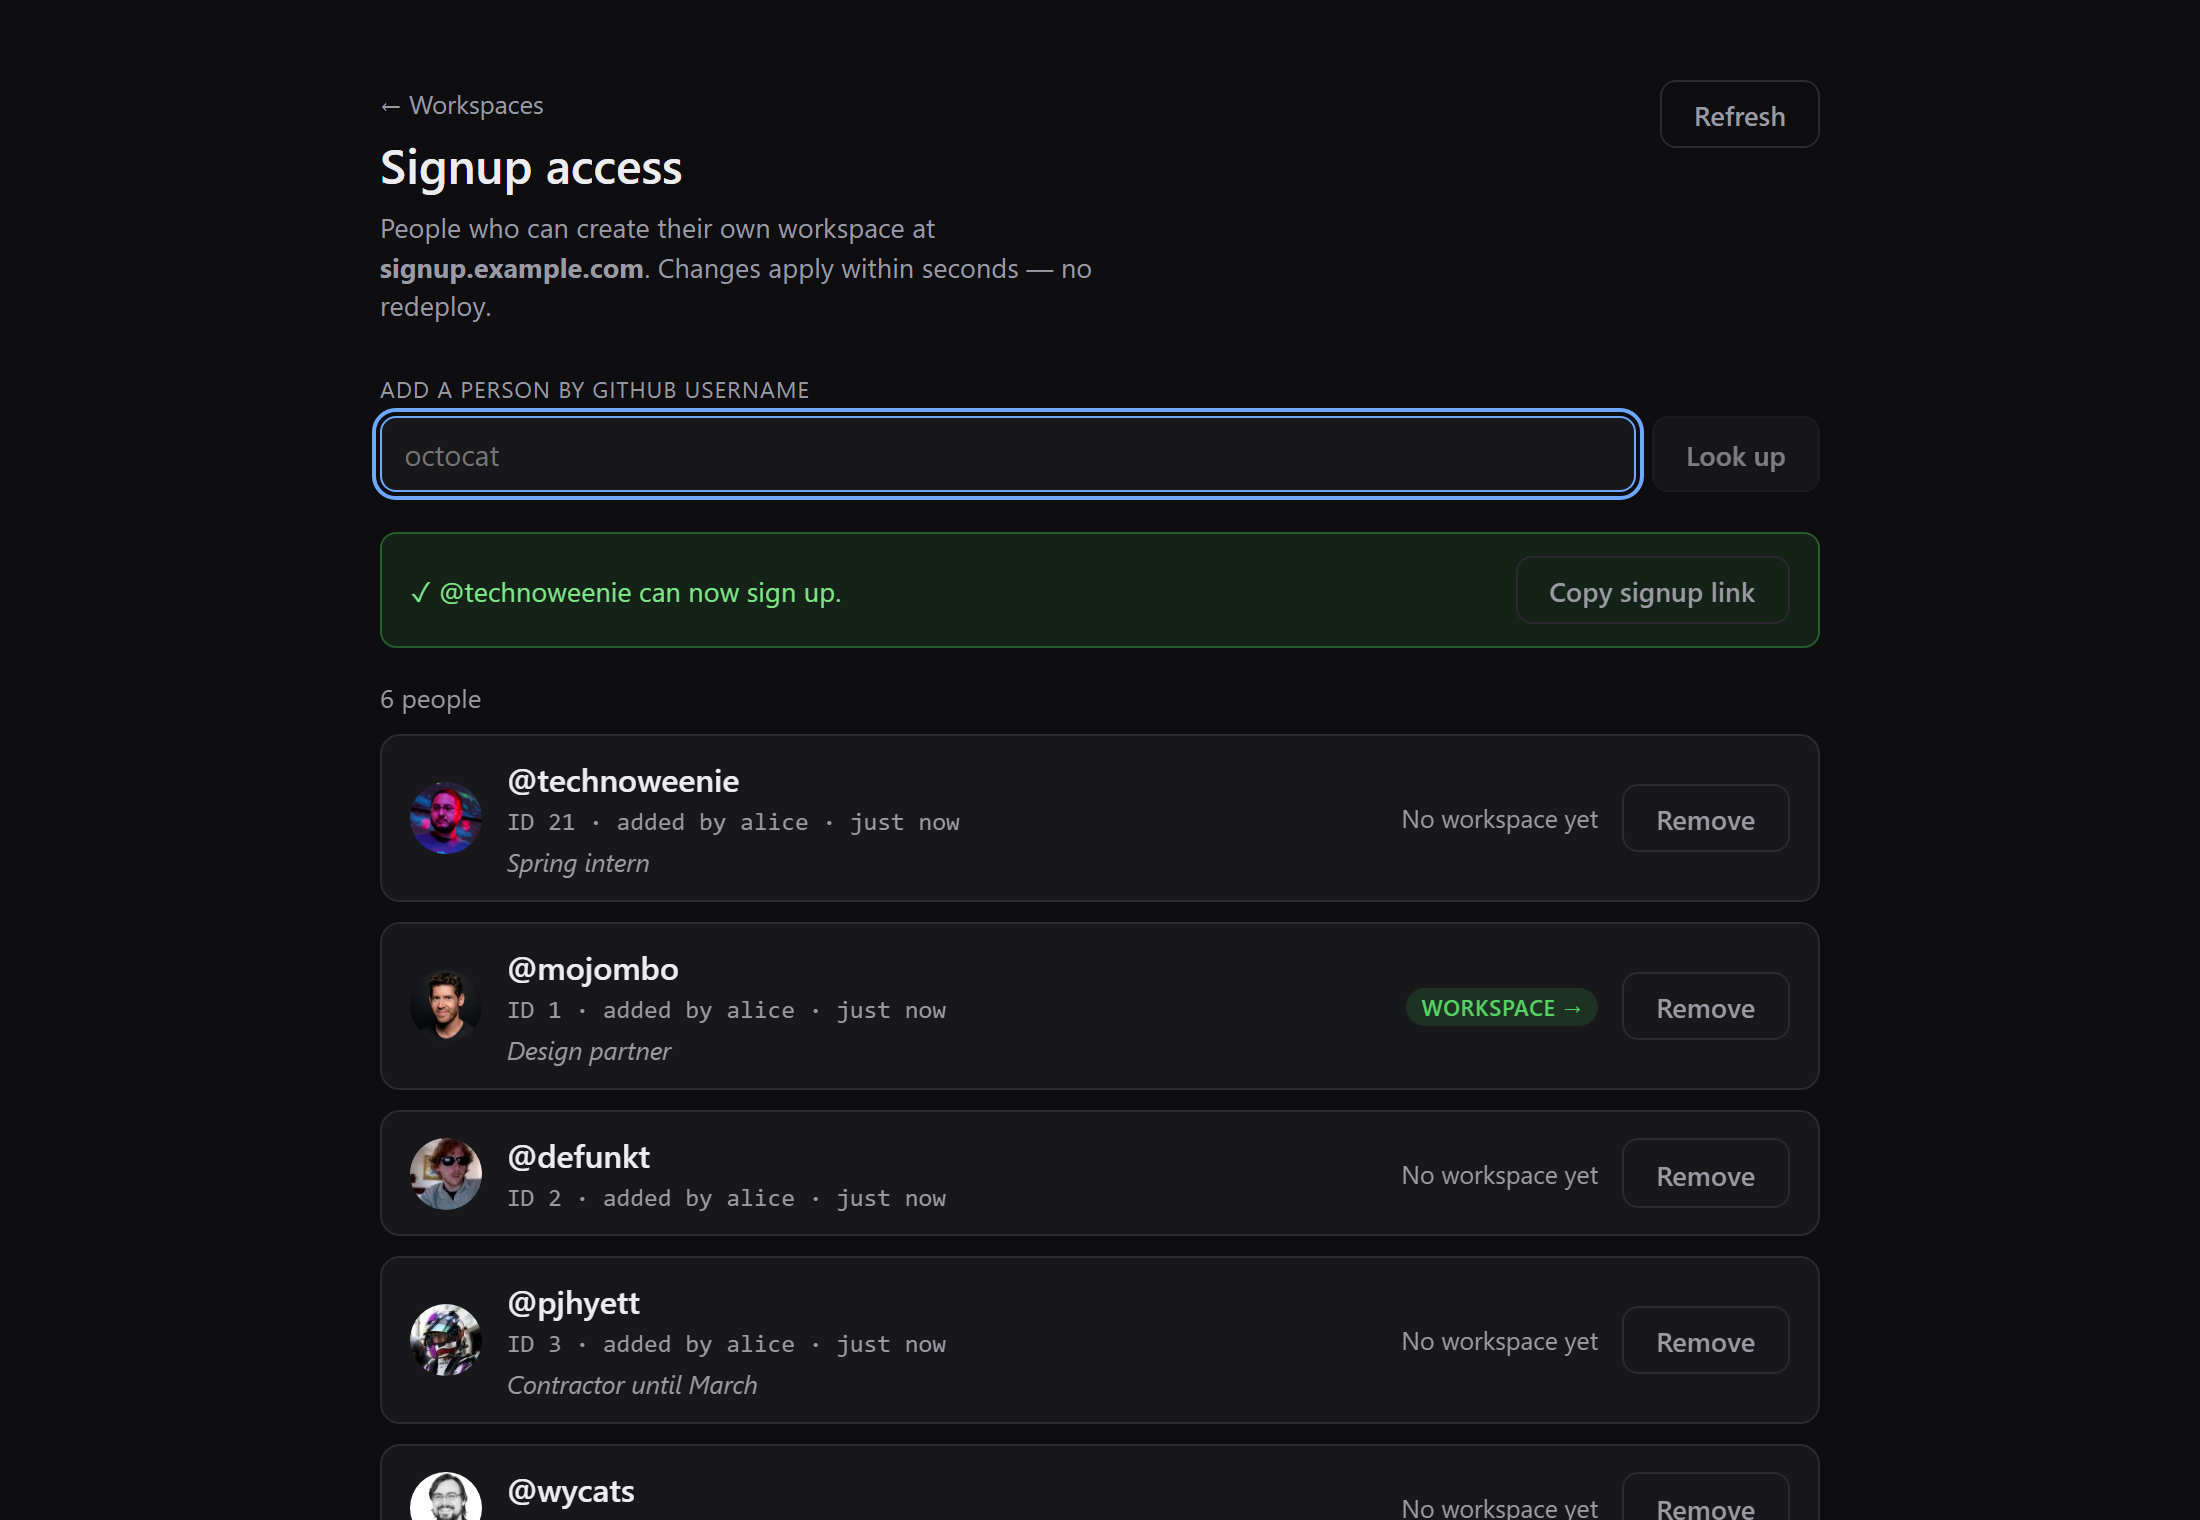 ← Workspaces
Refresh
Signup access
People who can create their own workspace at
signup.example.com. Changes apply within seconds — no
redeploy.
ADD A PERSON BY GITHUB USERNAME
octocat
Look up
✓ @technoweenie can now sign up.
Copy signup link
6 people
@technoweenie
ID 21 · added by alice · just now
Spring intern
No workspace yet
Remove
@mojombo
ID 1 · added by alice · just now
Design partner
WORKSPACE →
Remove
@defunkt
ID 2 · added by alice · just now
No workspace yet
Remove
@pjhyett
ID 3 · added by alice · just now
Contractor until March
No workspace yet
Remove
@wycats
No workspace yet
Remove